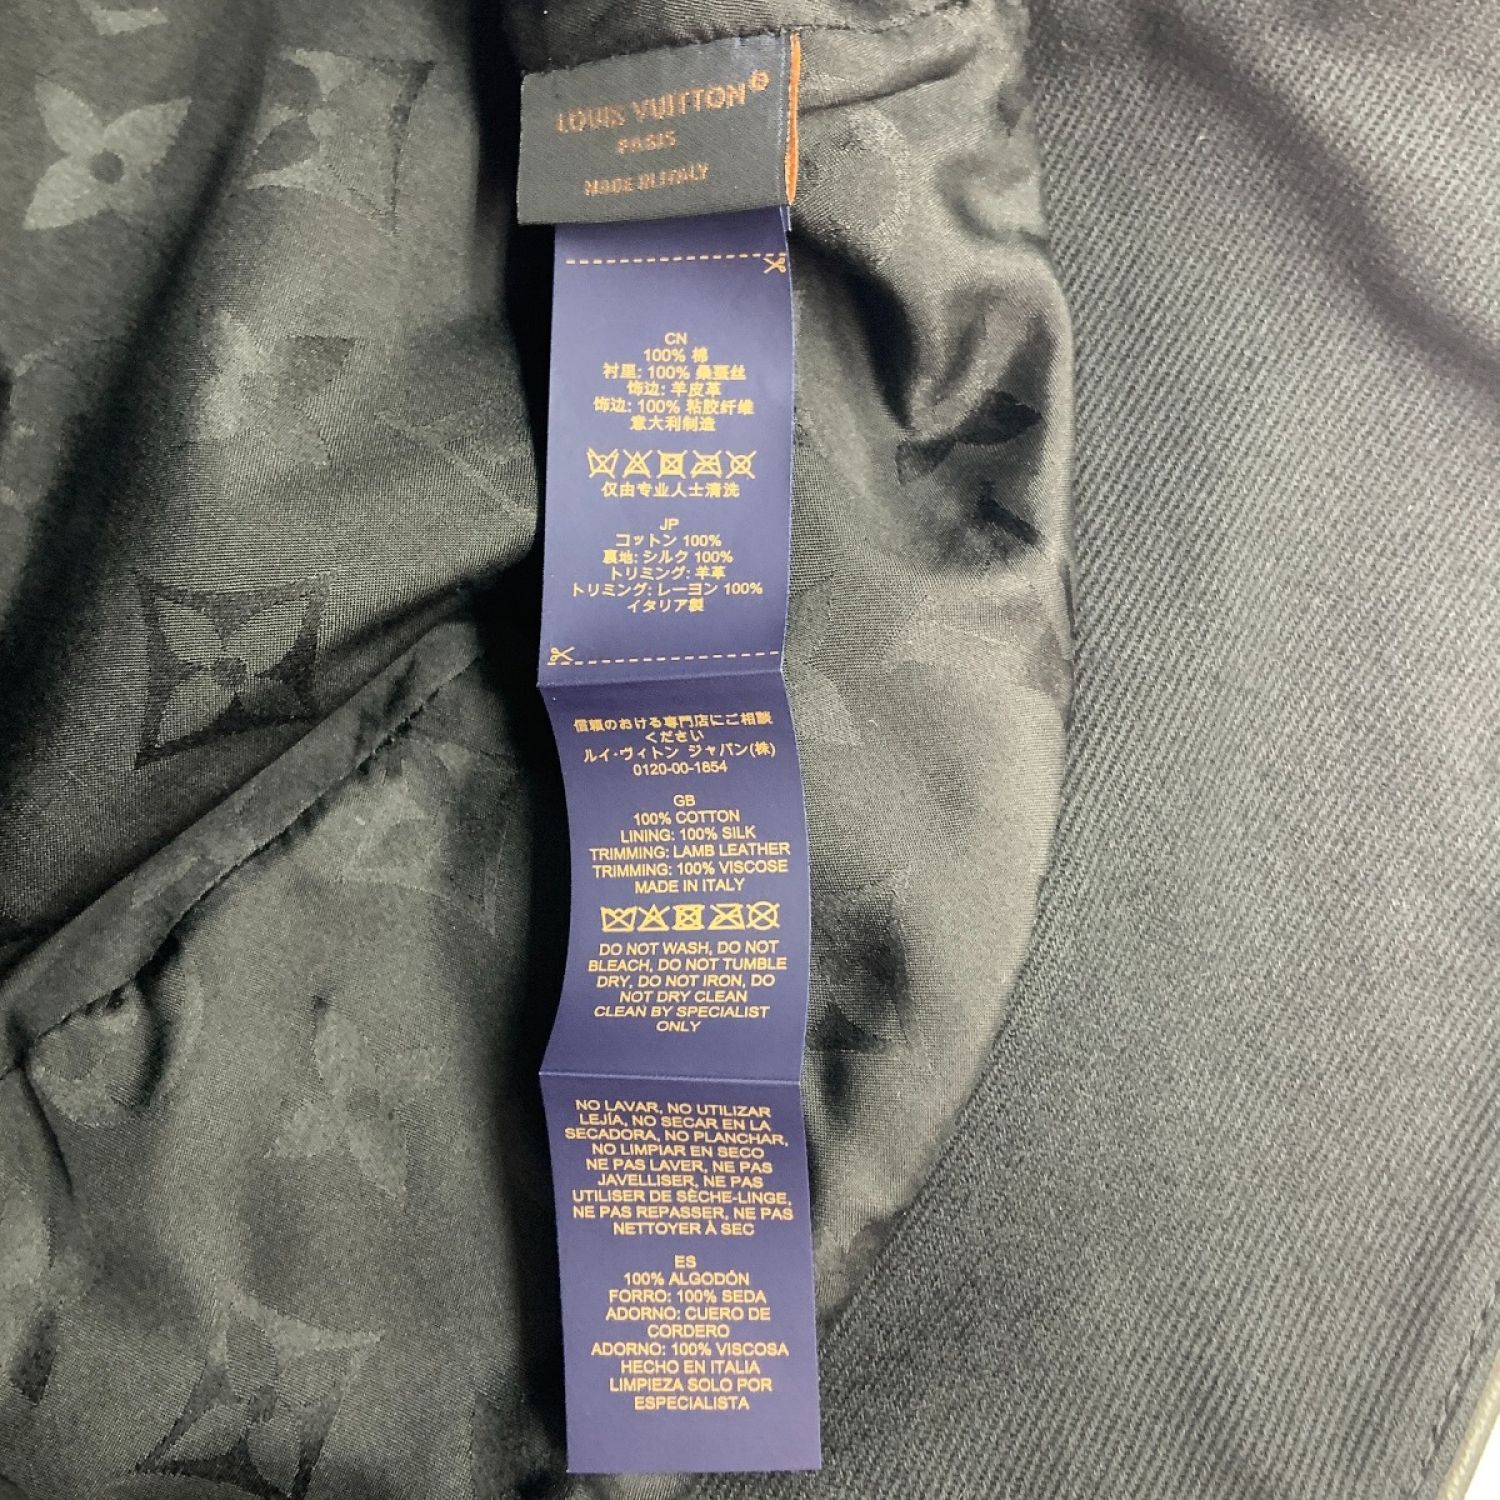 LOUIS VUITTON®
PARIS
MADE IN ITALY
CN
100% 棉
衬里: 100% 桑蚕丝
饰边: 羊皮革
饰边: 100% 粘胶纤维
意大利制造
仅由专业人士清洗
JP
コットン 100%
裏地: シルク 100%
トリミング: 羊革
トリミング: レーヨン 100%
イタリア製
信頼のおける専門店にご相談
ください
ルイ・ヴィトン ジャパン(株)
0120-00-1854
GB
100% COTTON
LINING: 100% SILK
TRIMMING: LAMB LEATHER
TRIMMING: 100% VISCOSE
MADE IN ITALY
DO NOT WASH, DO NOT
BLEACH, DO NOT TUMBLE
DRY, DO NOT IRON, DO
NOT DRY CLEAN
CLEAN BY SPECIALIST
ONLY
NO LAVAR, NO UTILIZAR
LEJÍA, NO SECAR EN LA
SECADORA, NO PLANCHAR,
NO LIMPIAR EN SECO
NE PAS LAVER, NE PAS
JAVELLISER, NE PAS
UTILISER DE SÈCHE-LINGE,
NE PAS REPASSER, NE PAS
NETTOYER À SEC
ES
100% ALGODÓN
FORRO: 100% SEDA
ADORNO: CUERO DE
CORDERO
ADORNO: 100% VISCOSA
HECHO EN ITALIA
LIMPIEZA SOLO POR
ESPECIALISTA